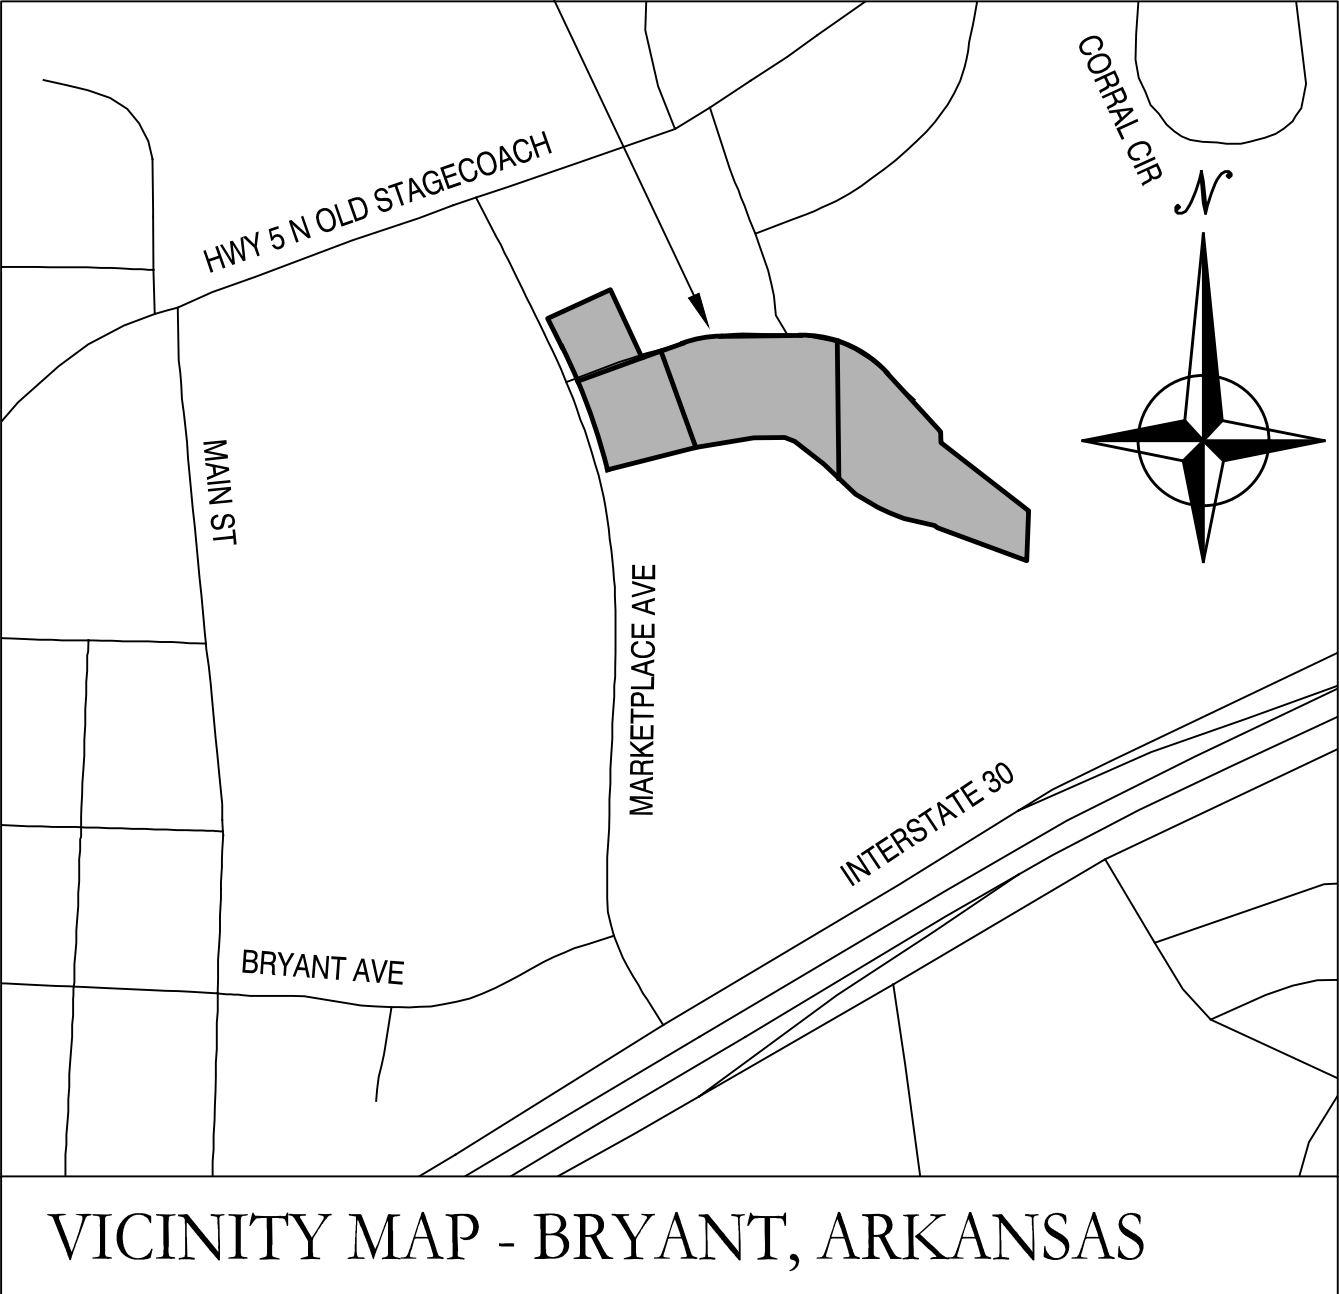 CORRAL CIR
N
HWY 5 N OLD STAGECOACH
MAIN ST
MARKETPLACE AVE
INTERSTATE 30
BRYANT AVE
VICINITY MAP - BRYANT, ARKANSAS